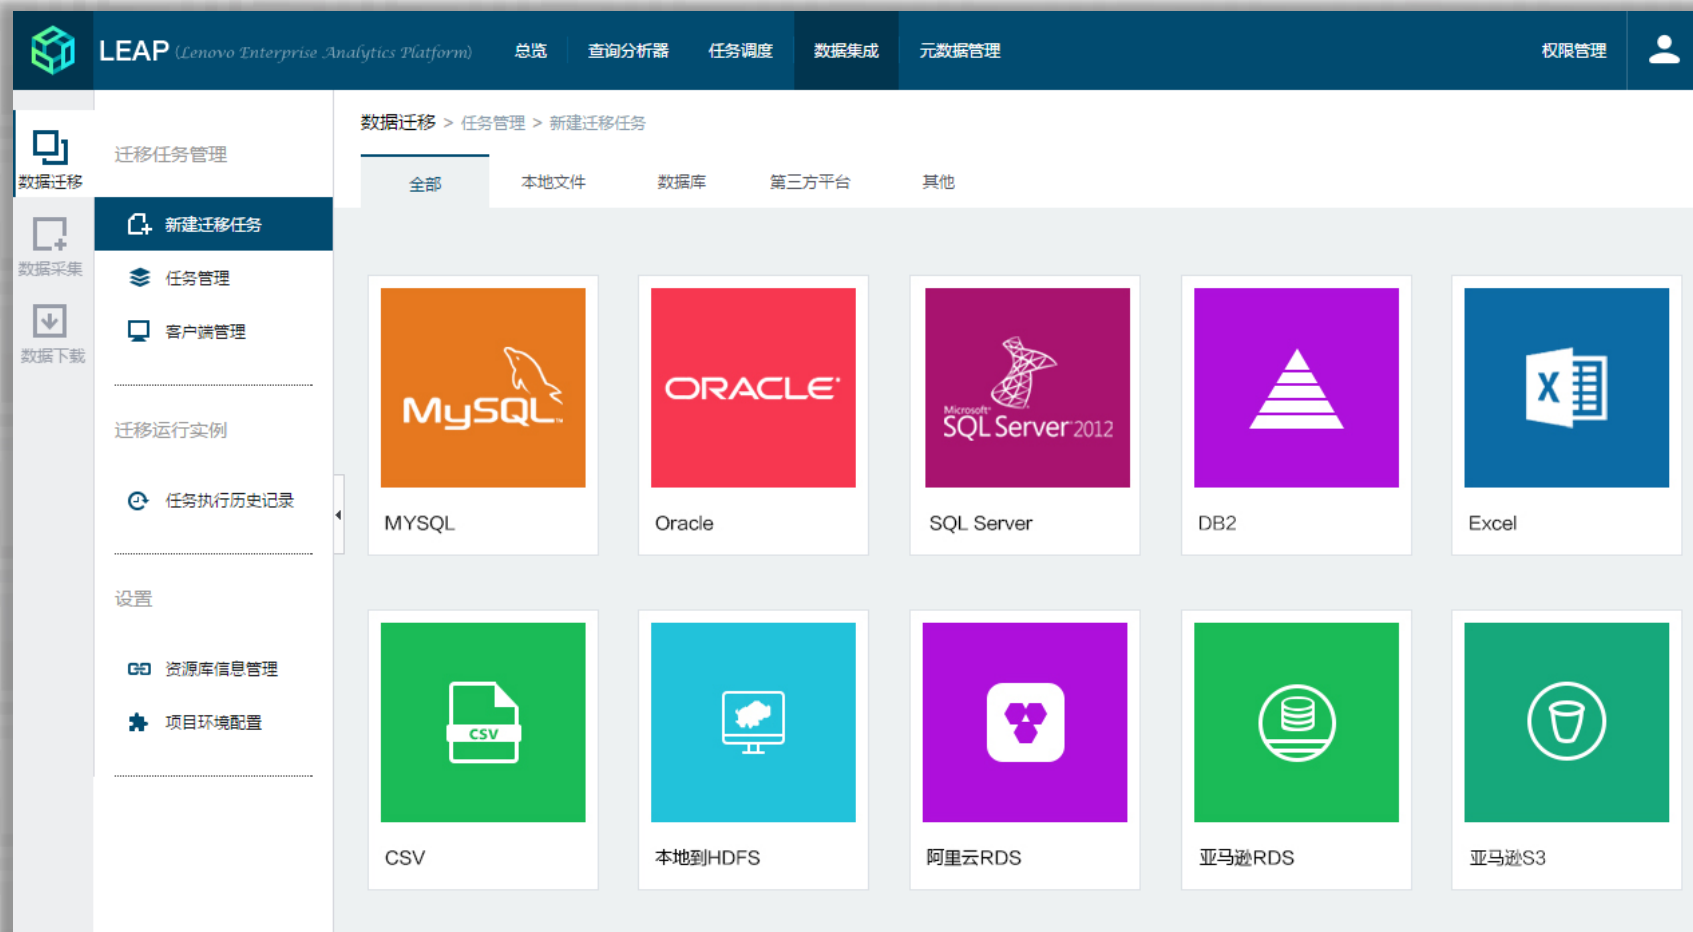 LEAP (Lenovo Enterprise Analytics Platform) 总览 查询分析器 任务调度 数据集成 元数据管理 权限管理
数据迁移
数据采集
数据下载
迁移任务管理
新建迁移任务
任务管理
客户端管理
迁移运行实例
任务执行历史记录
设置
资源库信息管理
项目环境配置
数据迁移 > 任务管理 > 新建迁移任务
全部 本地文件 数据库 第三方平台 其他
MySQL™
MYSQL
ORACLE®
Oracle
Microsoft®
SQL Server® 2012
SQL Server
DB2
X
Excel
CSV
CSV
本地到HDFS
阿里云RDS
亚马逊RDS
亚马逊S3